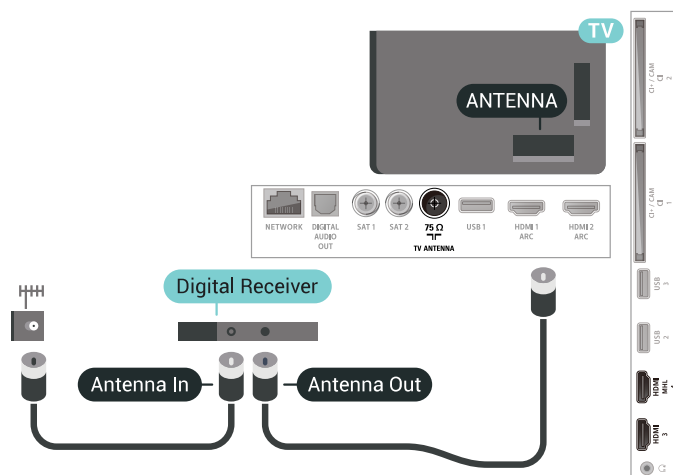 TV
ANTENNA
NETWORK
DIGITAL
AUDIO
OUT
SAT 1
SAT 2
75 Ω
TV ANTENNA
USB 1
HDMI 1
ARC
HDMI 2
ARC
Digital Receiver
Antenna In
Antenna Out
CI+ / CAM
2
CI+ / CAM
1
USB
3
USB
2
HDMI
MHL
HDMI
3